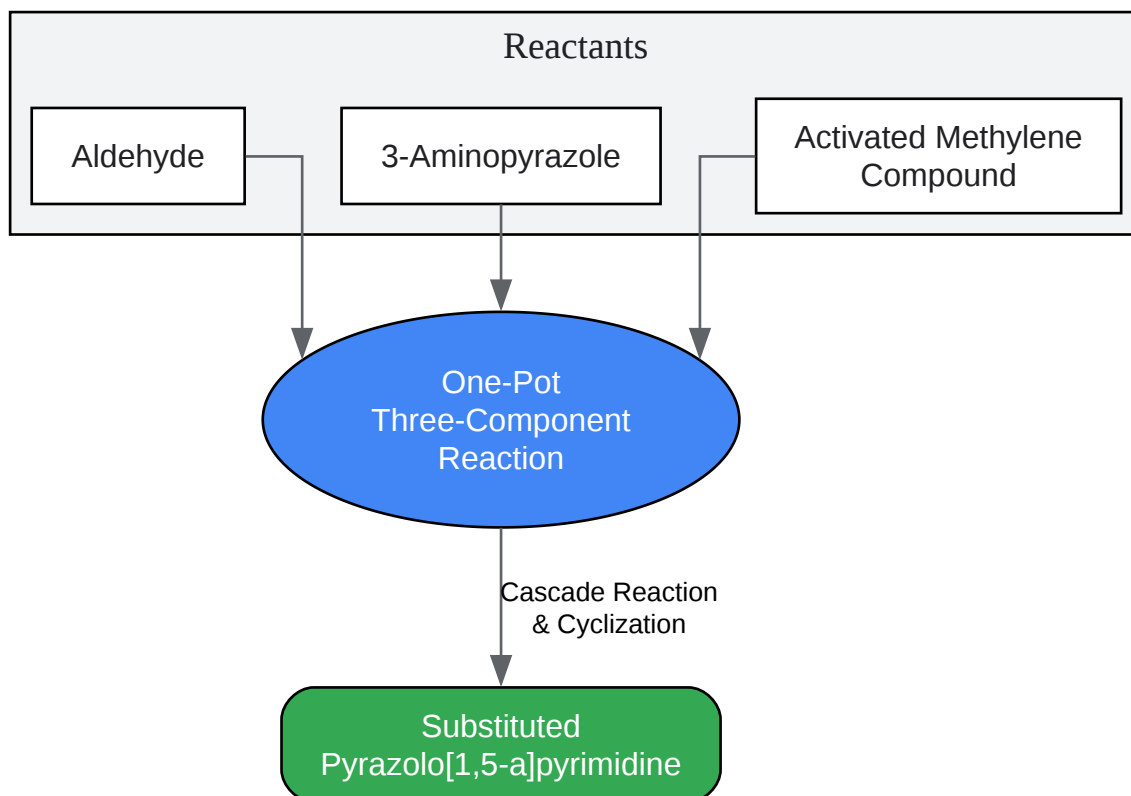 Reactants
Aldehyde
3-Aminopyrazole
Activated Methylene
Compound
One-Pot
Three-Component
Reaction
Cascade Reaction
& Cyclization
Substituted
Pyrazolo[1,5-a]pyrimidine